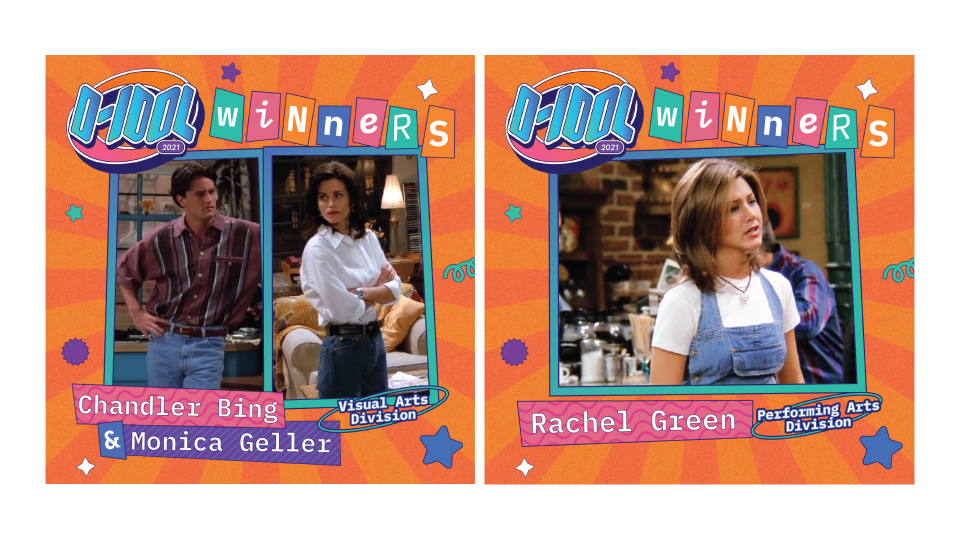 D-IDOL
2021
wiNneRS
Chandler Bing
& Monica Geller
Visual Arts
Division
D-IDOL
2021
wiNneRS
Rachel Green
Performing Arts
Division